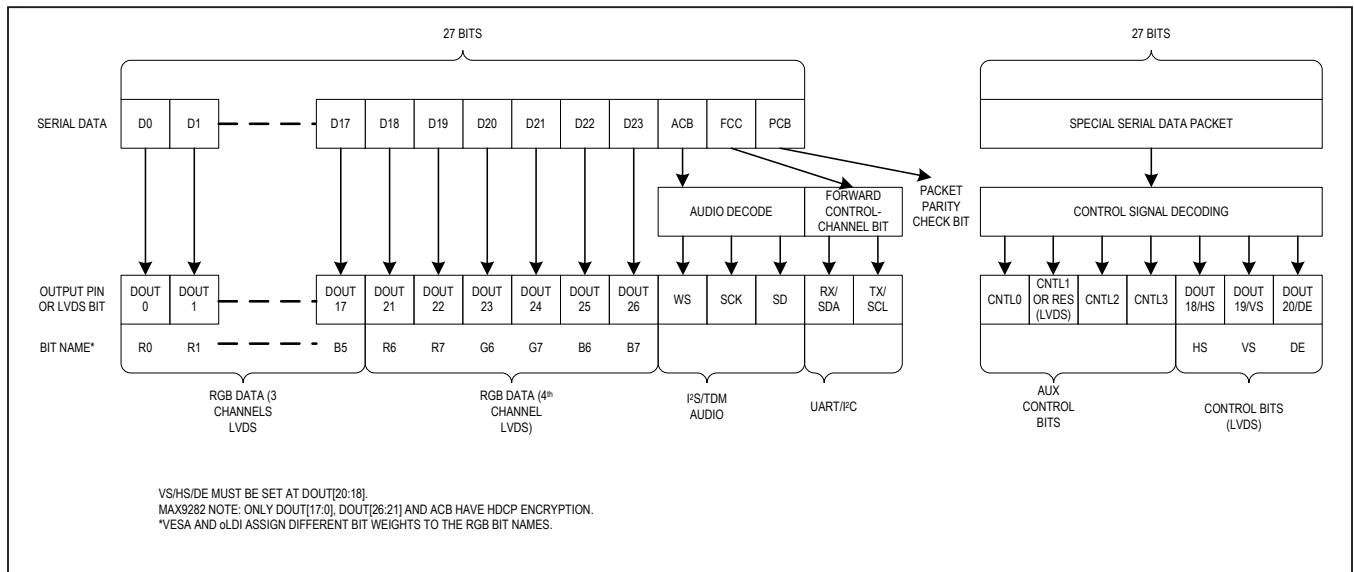 27 BITS
27 BITS
SERIAL DATA D0 D1 D17 D18 D19 D20 D21 D22 D23 ACB FCC PCB SPECIAL SERIAL DATA PACKET
AUDIO DECODE
FORWARD
CONTROL-
CHANNEL BIT
PACKET
PARITY
CHECK BIT
CONTROL SIGNAL DECODING
OUTPUT PIN
OR LVDS BIT
DOUT
0
DOUT
1
DOUT
17
DOUT
21
DOUT
22
DOUT
23
DOUT
24
DOUT
25
DOUT
26
WS
SCK
SD
RX/
SDA
TX/
SCL
CNTL0
CNTL1
OR RES
(LVDS)
CNTL2
CNTL3
DOUT
18/HS
DOUT
19/VS
DOUT
20/DE
BIT NAME* R0 R1 B5 R6 R7 G6 G7 B6 B7 HS VS DE
RGB DATA (3
CHANNELS
LVDS
RGB DATA (4th
CHANNEL
LVDS)
I²S/TDM
AUDIO
UART/I²C
AUX
CONTROL
BITS
CONTROL BITS
(LVDS)
VS/HS/DE MUST BE SET AT DOUT[20:18].
MAX9282 NOTE: ONLY DOUT[17:0], DOUT[26:21] AND ACB HAVE HDCP ENCRYPTION.
*VESA AND oLDI ASSIGN DIFFERENT BIT WEIGHTS TO THE RGB BIT NAMES.